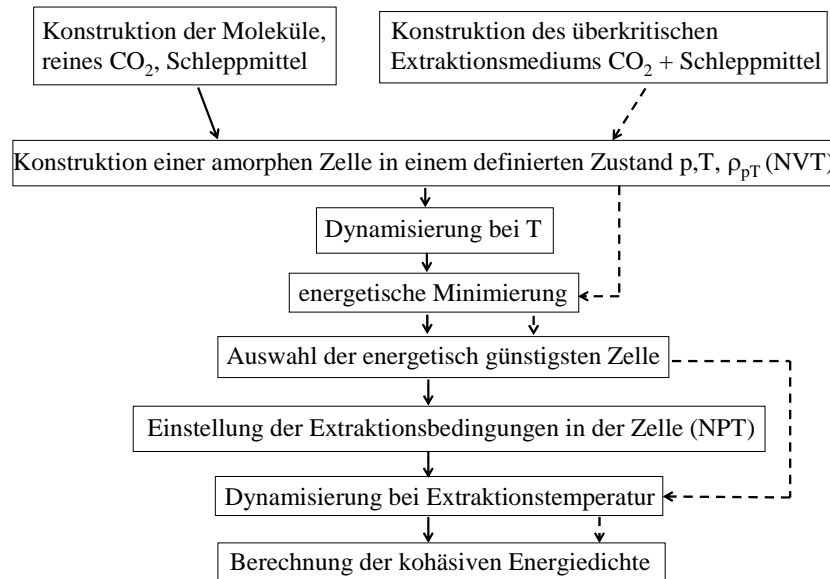 Konstruktion der Moleküle,
reines CO₂, Schleppmittel
Konstruktion des überkritischen
Extraktionsmediums CO₂ + Schleppmittel
Konstruktion einer amorphen Zelle in einem definierten Zustand p,T, ρpT (NVT)
Dynamisierung bei T
energetische Minimierung
Auswahl der energetisch günstigsten Zelle
Einstellung der Extraktionsbedingungen in der Zelle (NPT)
Dynamisierung bei Extraktionstemperatur
Berechnung der kohäsiven Energiedichte